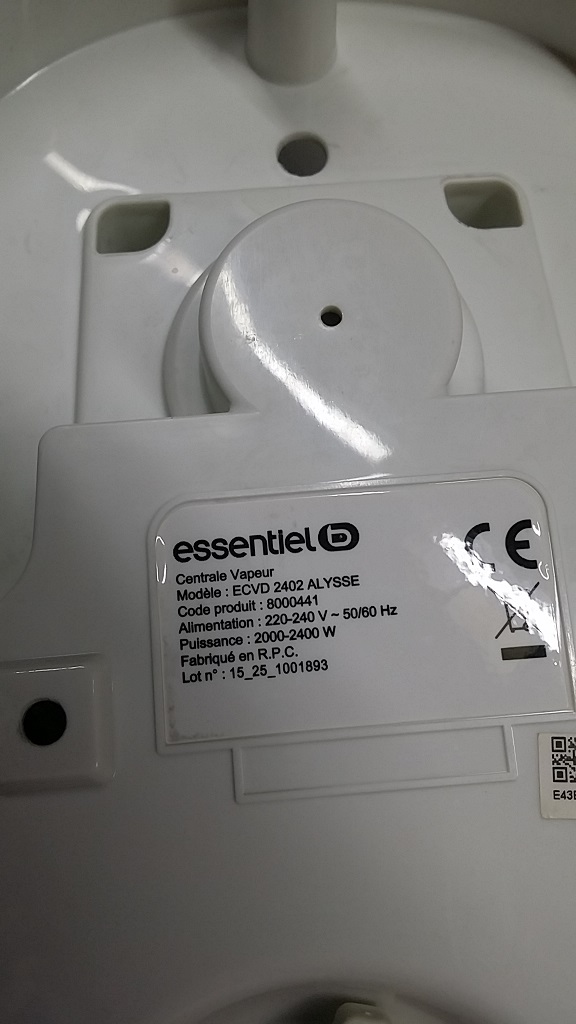 essentiel b
Centrale Vapeur
Modèle : ECVD 2402 ALYSSE
Code produit : 8000441
Alimentation : 220-240 V ~ 50/60 Hz
Puissance : 2000-2400 W
Fabriqué en R.P.C.
Lot n° : 15_25_1001893
CE